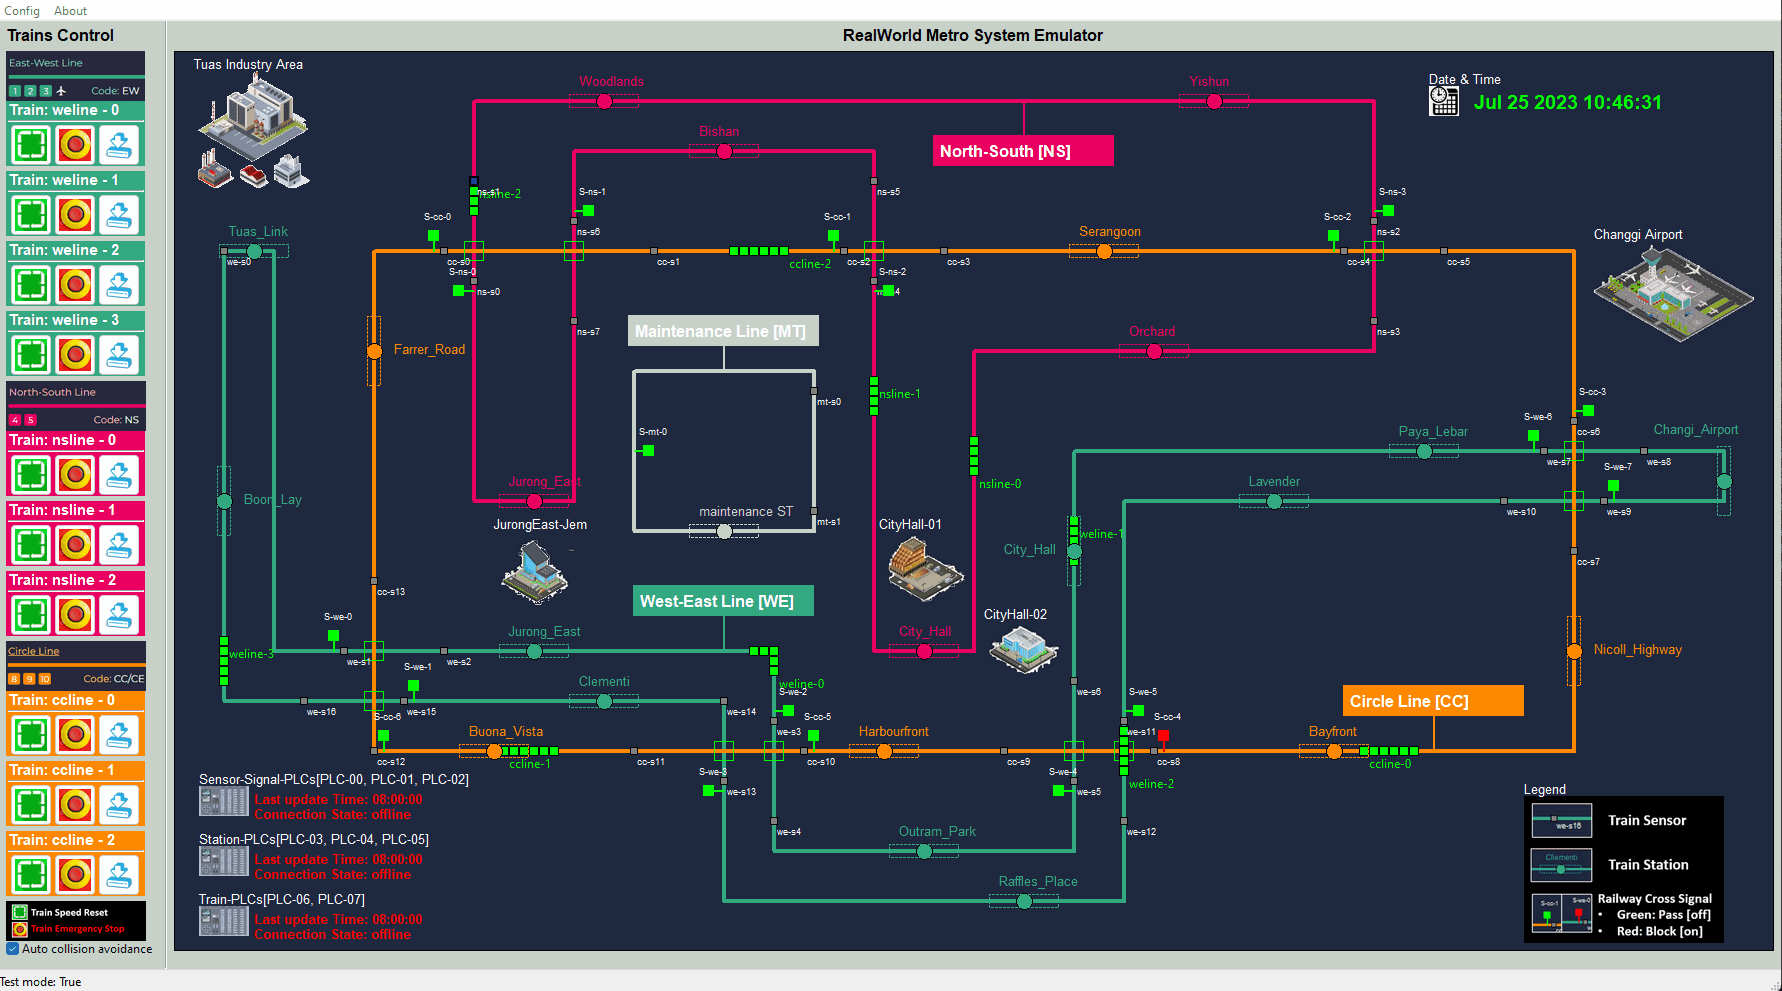 Config About
Trains Control
RealWorld Metro System Emulator
East-West Line
1 2 3 Code: EW
Train: weline - 0
Train: weline - 1
Train: weline - 2
Train: weline - 3
North-South Line
4 5 Code: NS
Train: nsline - 0
Train: nsline - 1
Train: nsline - 2
Circle Line
8 9 10 Code: CC/CE
Train: ccline - 0
Train: ccline - 1
Train: ccline - 2
Train Speed Reset
Train Emergency Stop
Auto collision avoidance
Test mode: True
Tuas Industry Area
Woodlands
Yishun
Date & Time
Jul 25 2023 10:46:31
Bishan
North-South [NS]
ns-s1
nsline-2
S-ns-1
ns-s5
S-ns-3
S-cc-0
S-cc-1
S-cc-2
Tuas_Link
ns-s6
Serangoon
ns-s2
Changgi Airport
we-s0
cc-s0
cc-s1
ccline-2
cc-s2
cc-s3
cc-s4
cc-s5
S-ns-0
S-ns-2
ns-s0
Maintenance Line [MT]
ns-s7
Orchard
ns-s3
Farrer_Road
nsline-1
S-cc-3
mt-s0
S-mt-0
S-we-6
cc-s6
Paya_Lebar
Changi_Airport
we-s7
we-s8
S-we-7
Jurong_East
nsline-0
Lavender
Boon_Lay
maintenance ST
mt-s1
we-s10
we-s9
JurongEast-Jem
CityHall-01
weline-1
City_Hall
cc-s7
cc-s13
West-East Line [WE]
CityHall-02
S-we-0
Jurong_East
City_Hall
Nicoll_Highway
weline-3
we-s1
we-s2
S-we-1
Clementi
weline-0
S-we-2
we-s6
S-we-5
Circle Line [CC]
we-s16
S-cc-6
we-s15
we-s14
S-cc-5
S-cc-4
Buona_Vista
we-s3
Harbourfront
we-s11
Bayfront
cc-s12
ccline-1
cc-s11
cc-s10
cc-s9
cc-s8
ccline-0
S-we-3
S-we-4
weline-2
Sensor-Signal-PLCs[PLC-00, PLC-01, PLC-02]
Last update Time: 08:00:00
Connection State: offline
we-s13
we-s5
we-s4
Outram_Park
we-s12
Station-PLCs[PLC-03, PLC-04, PLC-05]
Last update Time: 08:00:00
Connection State: offline
Raffles_Place
Train-PLCs[PLC-06, PLC-07]
Last update Time: 08:00:00
Connection State: offline
Legend
we-s16
Train Sensor
Clementi
Train Station
S-cc-1
S-we-0
Railway Cross Signal
• Green: Pass [off]
• Red: Block [on]